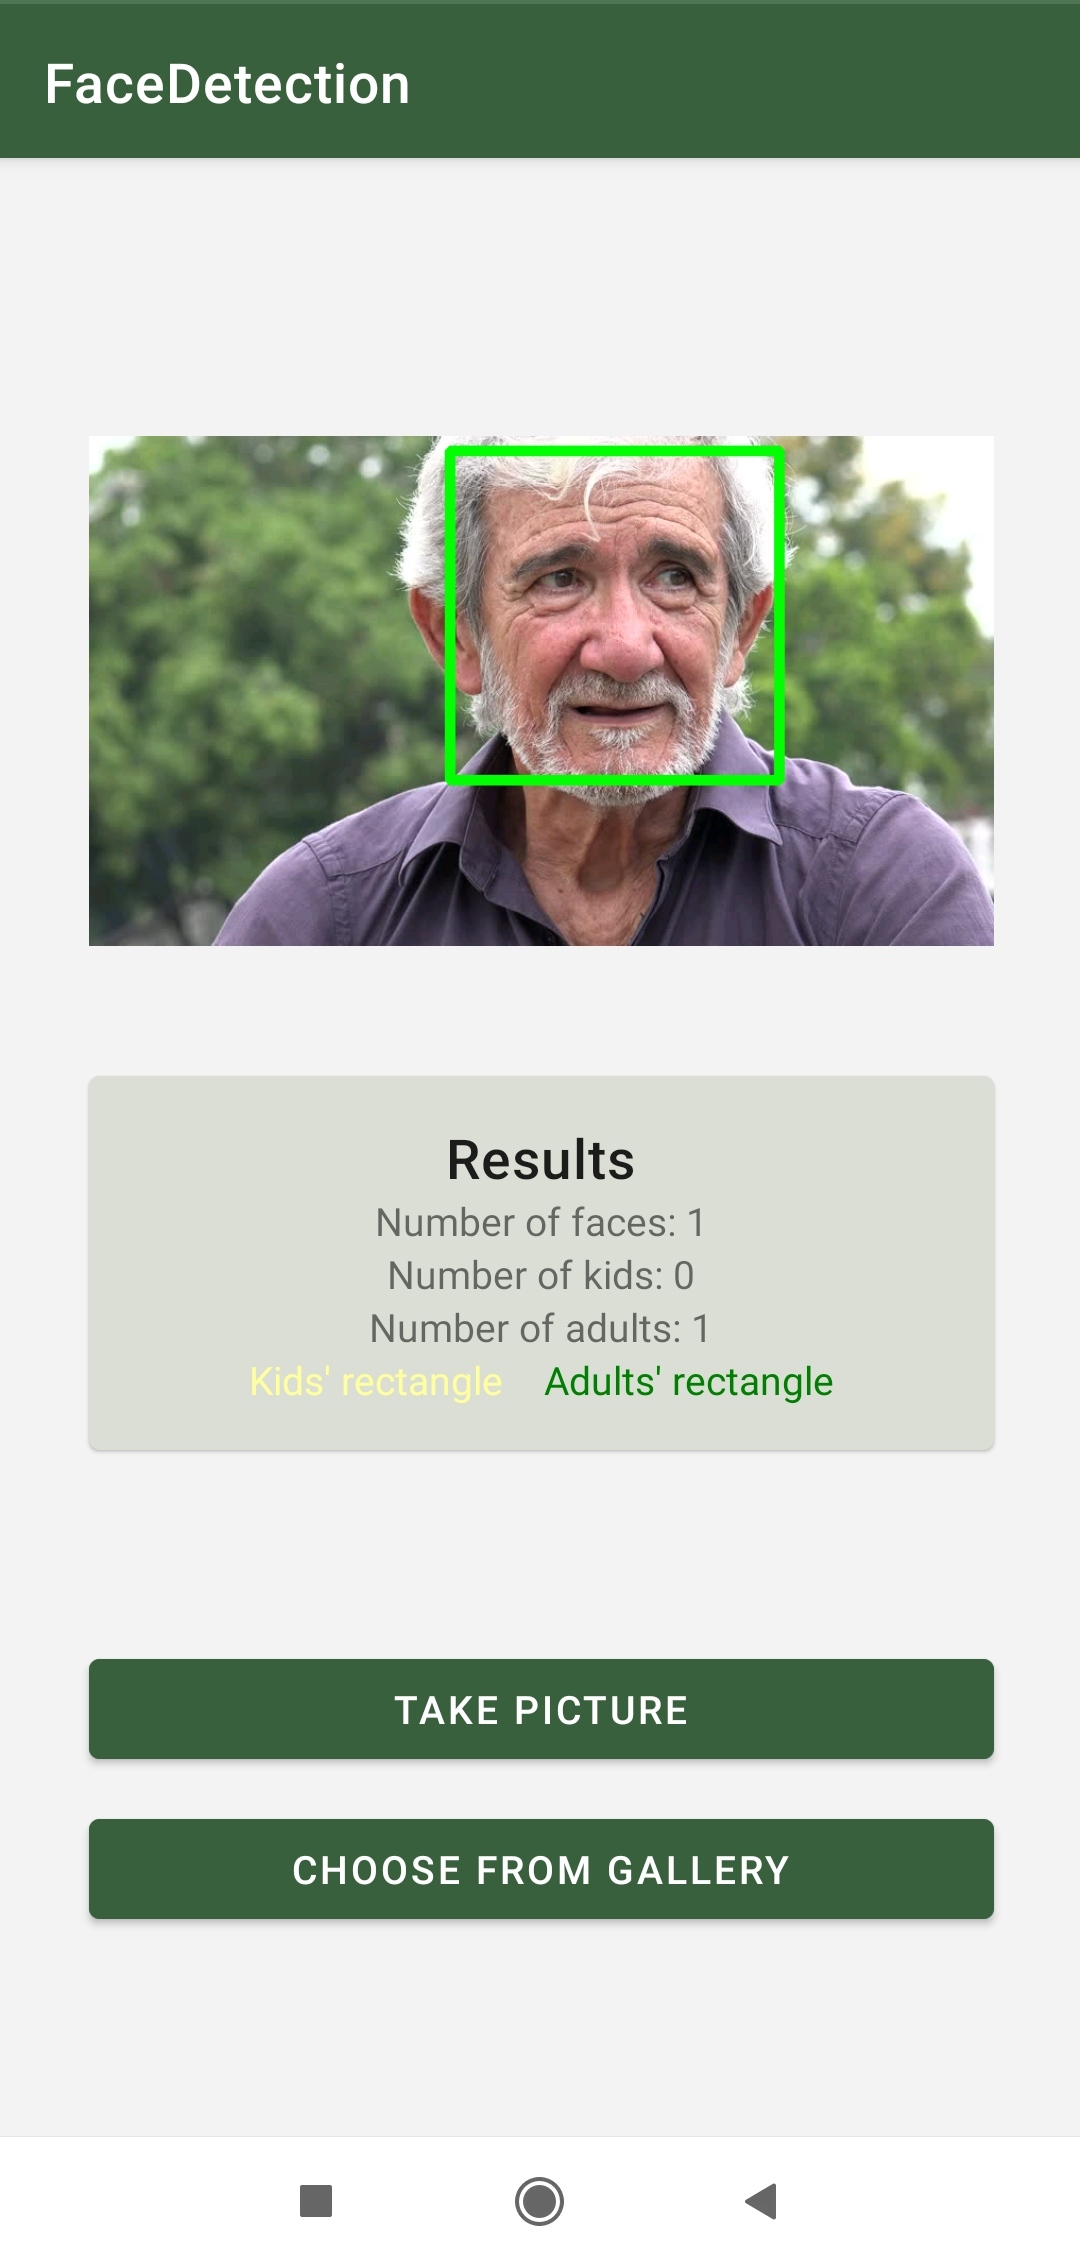 FaceDetection
Results
Number of faces: 1
Number of kids: 0
Number of adults: 1
Kids' rectangle Adults' rectangle
TAKE PICTURE
CHOOSE FROM GALLERY